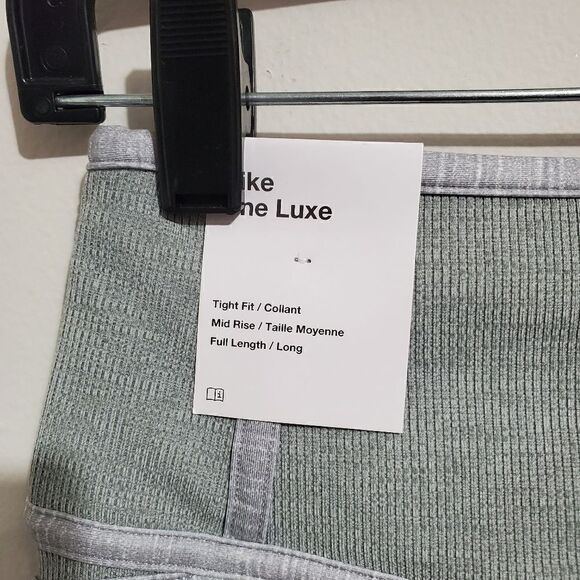 ike
ne Luxe
Tight Fit / Collant
Mid Rise / Taille Moyenne
Full Length / Long